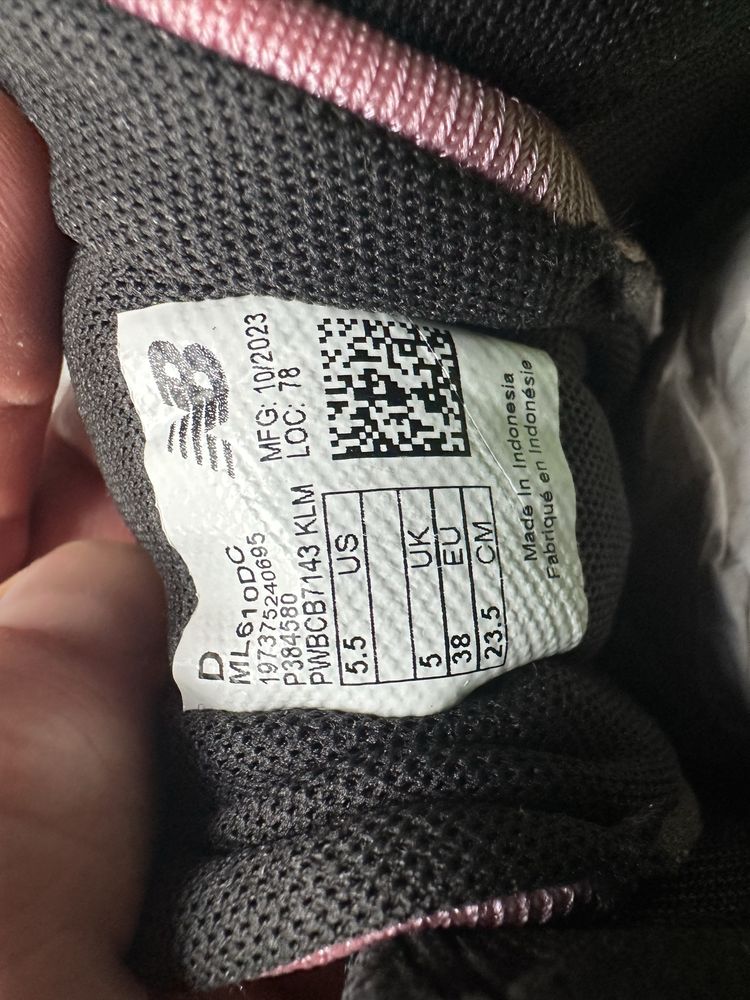 MFG: 10/2023
LOC: 78
D
ML610DC
197375240695
P384580
PWBCB7143 KLM
5.5 US
5 UK
38 EU
23.5 CM
Made In Indonesia
Fabriqué en Indonésie